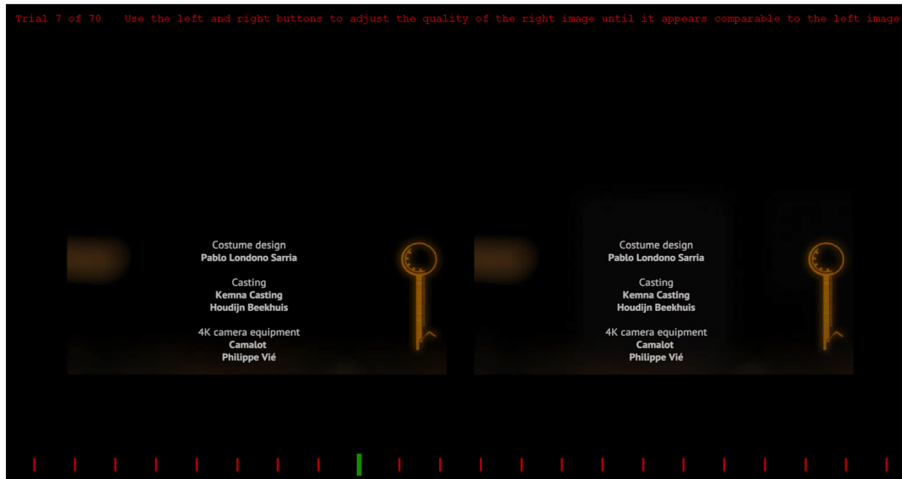 Trial 7 of 70 Use the left and right buttons to adjust the quality of the right image until it appears comparable to the left image
Costume design
Pablo Londono Sarria
Casting
Kemna Casting
Houdijn Beekhuis
4K camera equipment
Camalot
Philippe Vié
Costume design
Pablo Londono Sarria
Casting
Kemna Casting
Houdijn Beekhuis
4K camera equipment
Camalot
Philippe Vié